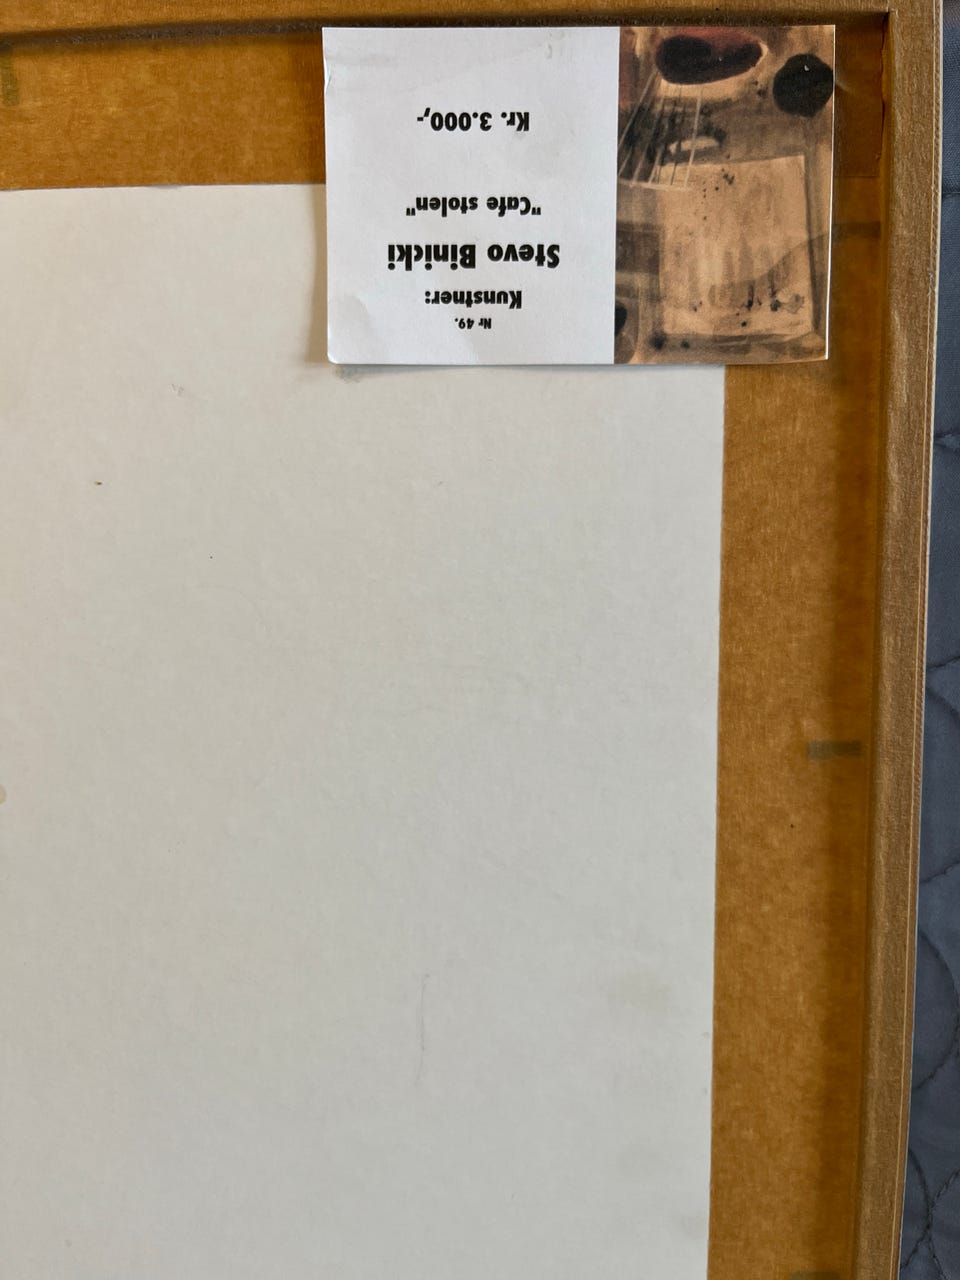 Nr 49.
Kunstner:
Stevo Binicki
"Cafe stolen"
Kr. 3.000,-